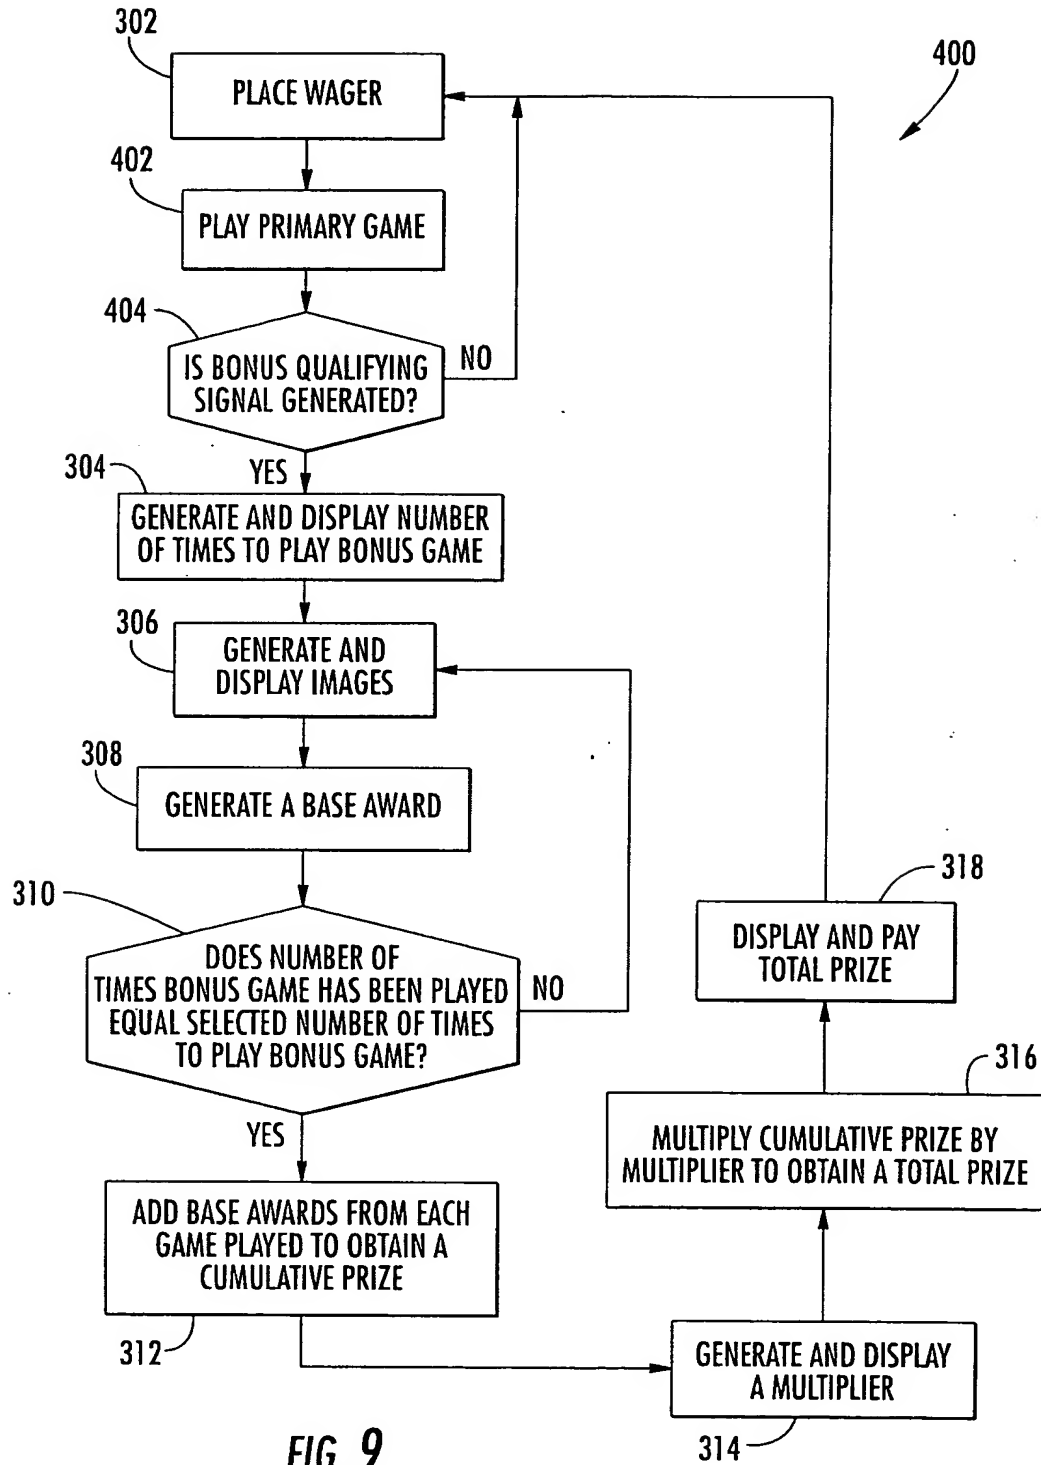 302
400
PLACE WAGER
402
PLAY PRIMARY GAME
404
IS BONUS QUALIFYING
SIGNAL GENERATED?
NO
YES
304
GENERATE AND DISPLAY NUMBER
OF TIMES TO PLAY BONUS GAME
306
GENERATE AND
DISPLAY IMAGES
308
GENERATE A BASE AWARD
310
DOES NUMBER OF
TIMES BONUS GAME HAS BEEN PLAYED
EQUAL SELECTED NUMBER OF TIMES
TO PLAY BONUS GAME?
NO
YES
312
ADD BASE AWARDS FROM EACH
GAME PLAYED TO OBTAIN A
CUMULATIVE PRIZE
314
GENERATE AND DISPLAY
A MULTIPLIER
316
MULTIPLY CUMULATIVE PRIZE BY
MULTIPLIER TO OBTAIN A TOTAL PRIZE
318
DISPLAY AND PAY
TOTAL PRIZE
FIG. 9